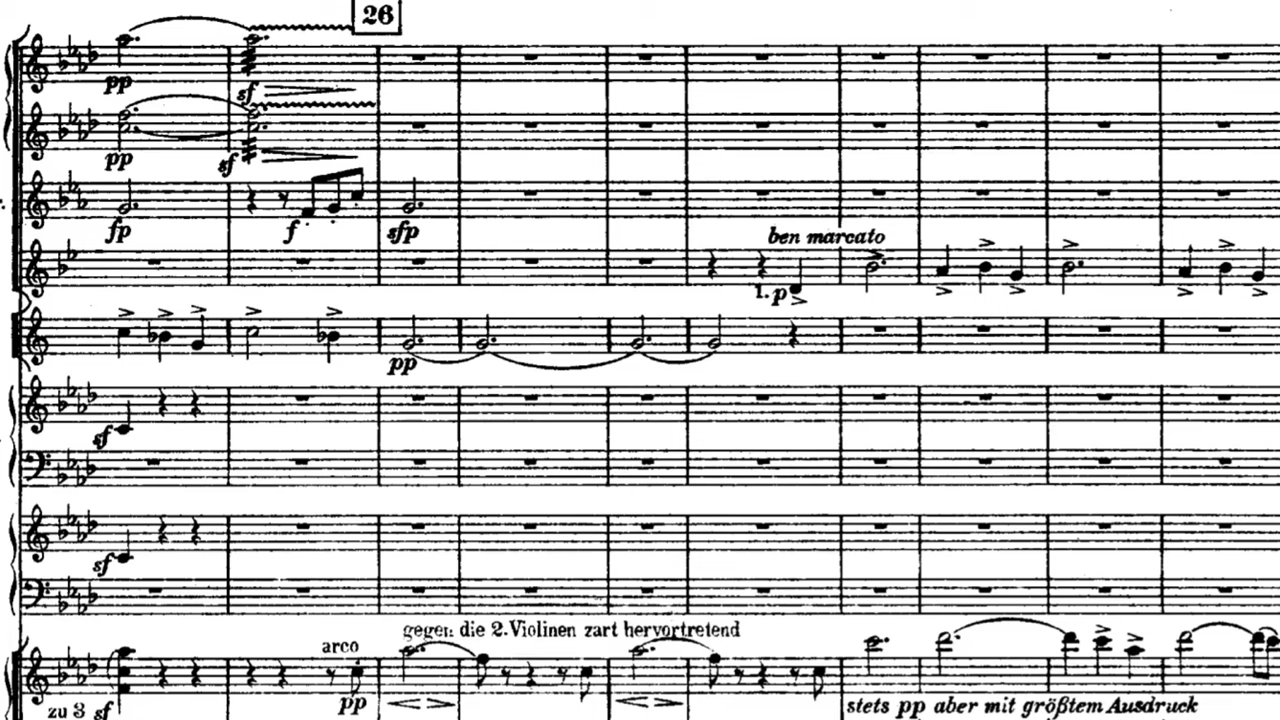 26
pp
sf
pp
sf
fp
f
sfp
ben marcato
1. p
pp
sf
sf
gegen die 2. Violinen zart hervortretend
arco
zu 3 sf
pp
stets pp aber mit größtem Ausdruck